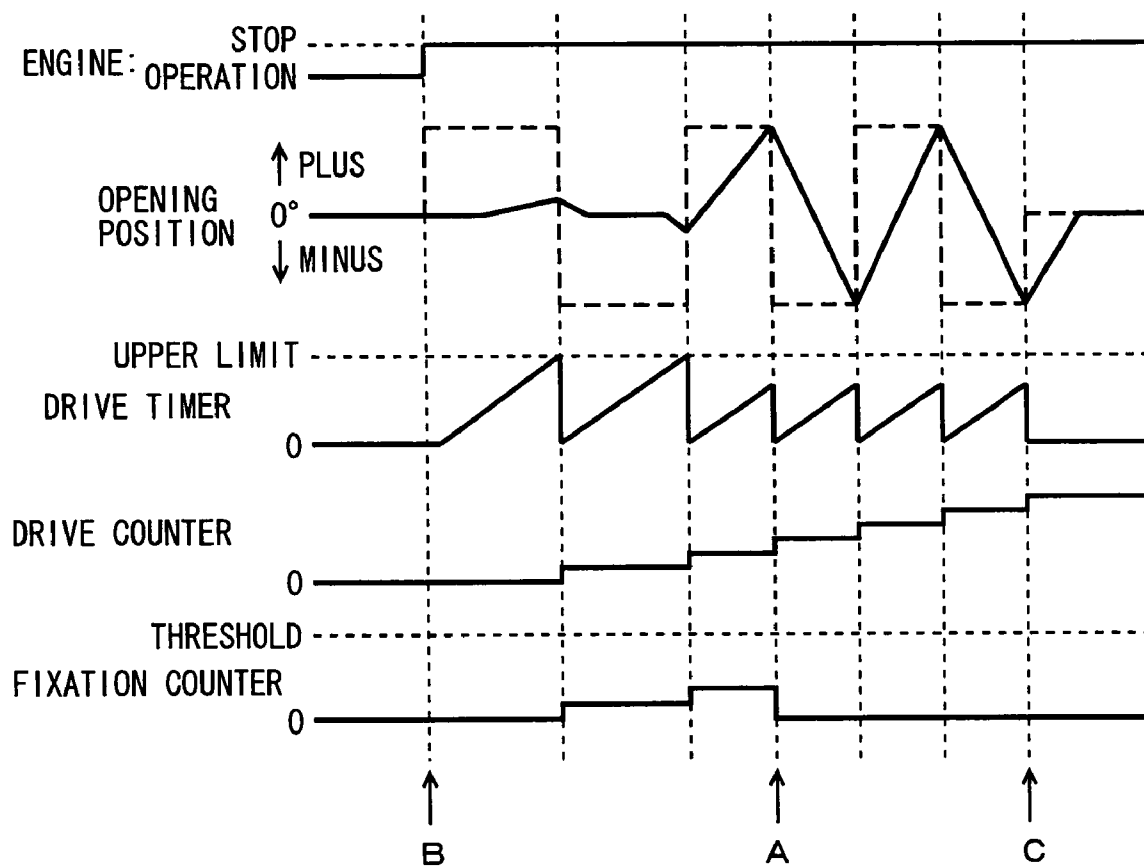 STOP
ENGINE:
OPERATION
PLUS
OPENING
POSITION
0°
MINUS
UPPER LIMIT
DRIVE TIMER
0
DRIVE COUNTER
0
THRESHOLD
FIXATION COUNTER
0
B A C